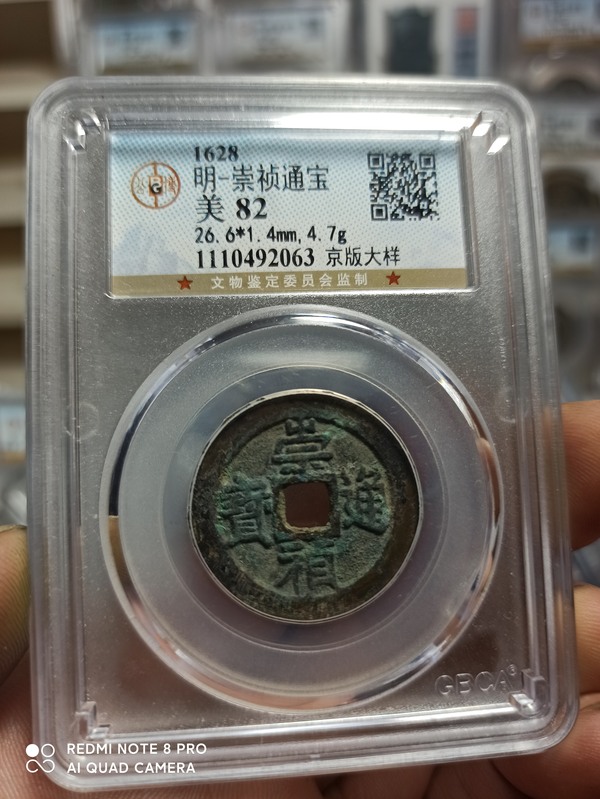 1628
明-崇祯通宝
美 82
26.6*1.4mm,4.7g
1110492063 京版大样
★ 文物鉴定委员会监制 ★
崇
寳 通
禎
GBCA®
REDMI NOTE 8 PRO
AI QUAD CAMERA